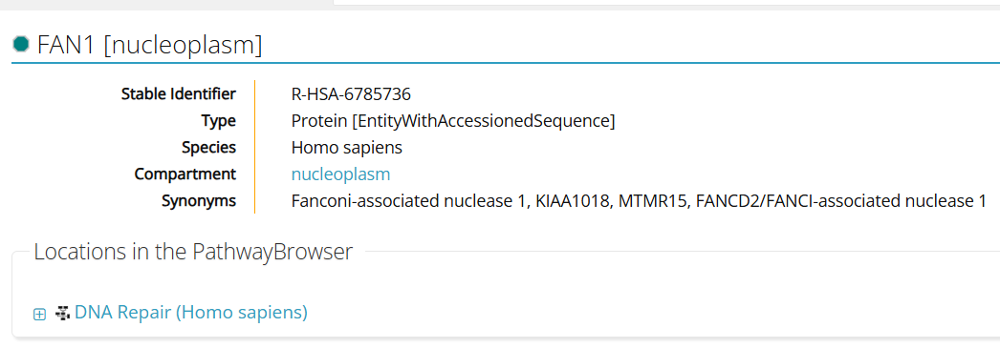 FAN1 [nucleoplasm]
Stable Identifier R-HSA-6785736
Type Protein [EntityWithAccessionedSequence]
Species Homo sapiens
Compartment nucleoplasm
Synonyms Fanconi-associated nuclease 1, KIAA1018, MTMR15, FANCD2/FANCI-associated nuclease 1
Locations in the PathwayBrowser
DNA Repair (Homo sapiens)